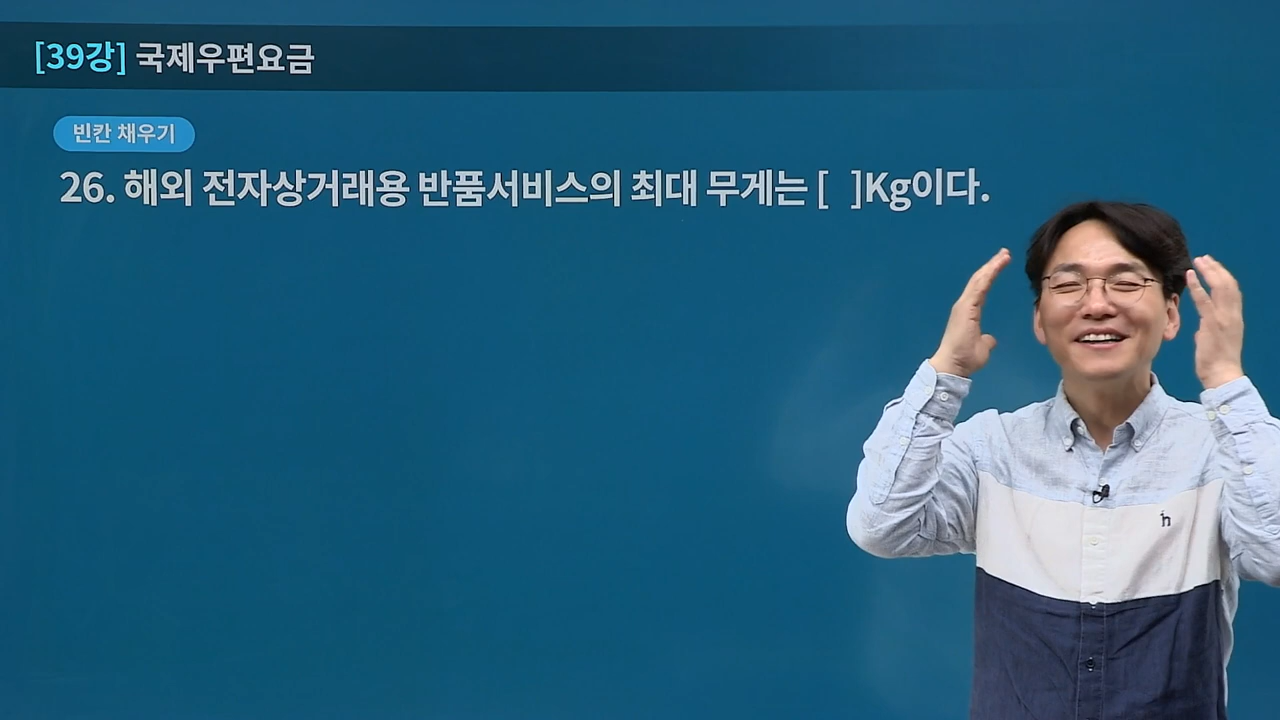 [39강] 국제우편요금
빈칸 채우기
26. 해외 전자상거래용 반품서비스의 최대 무게는 [ ]Kg이다.
h